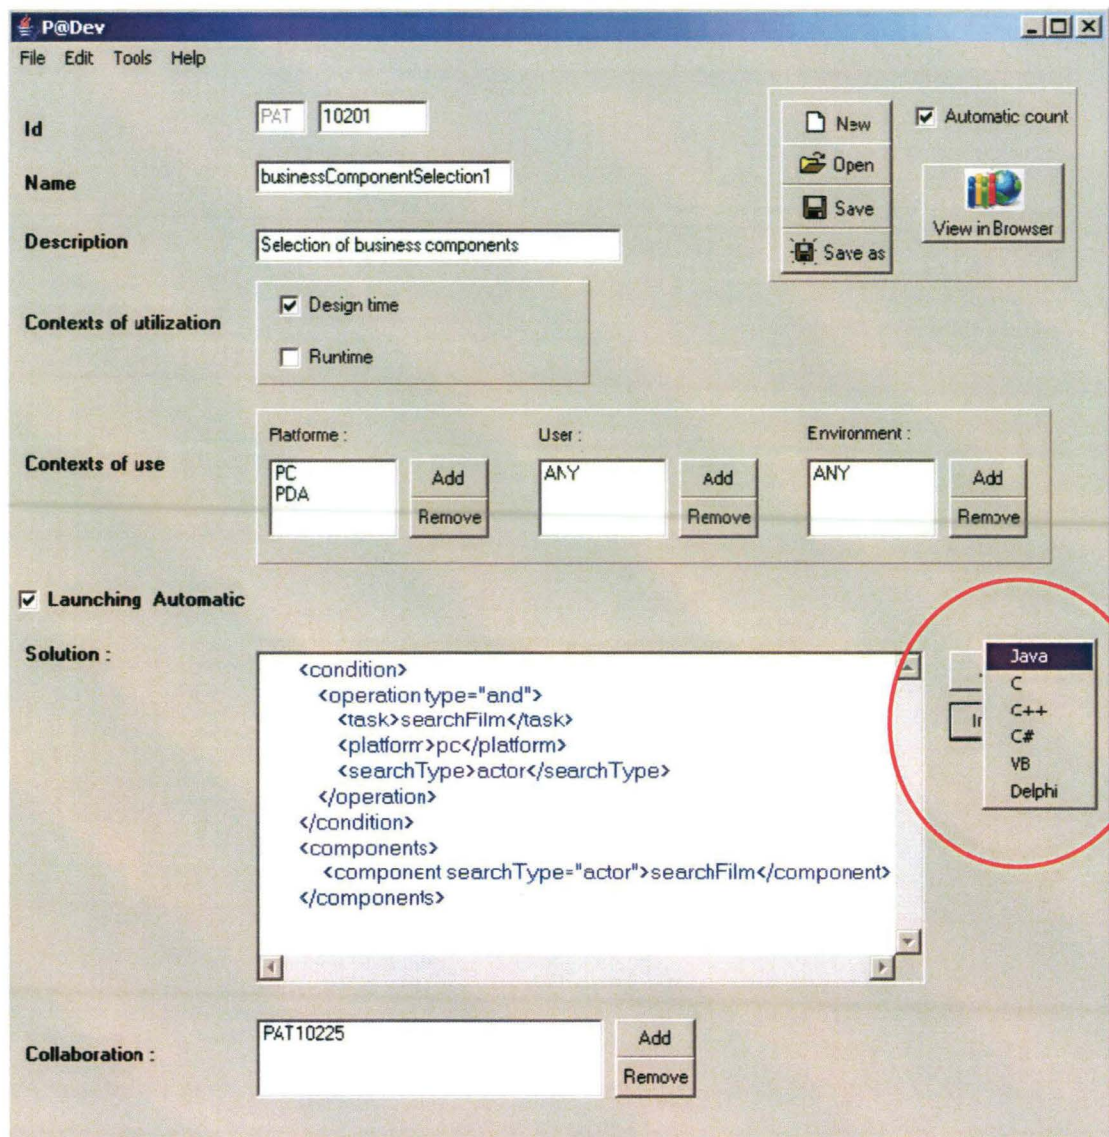 P@Dev
File Edit Tools Help
Id
PAT 10201
Name
businessComponentSelection1
Description
Selection of business components
New
Open
Save
Save as
Automatic count
View in Browser
Contexts of utilization
Design time
Runtime
Contexts of use
Platforme :
PC
PDA
Add
Remove
User :
ANY
Add
Remove
Environment :
ANY
Add
Remove
Launching Automatic
Solution :
<condition>
<operation type="and">
<task>searchFilm</task>
<platform>pc</platform>
<searchType>actor</searchType>
</operation>
</condition>
<components>
<component searchType="actor">searchFilm</component>
</components>
Java
C
C++
C#
VB
Delphi
Collaboration :
PAT10225
Add
Remove